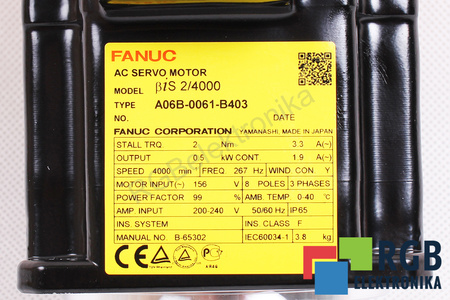 FANUC
AC SERVO MOTOR
MODEL βiS 2/4000
TYPE A06B-0061-B403
NO. DATE
FANUC CORPORATION YAMANASHI, MADE IN JAPAN
STALL TRQ. 2 Nm 3.3 A(~)
OUTPUT 0.5 kW CONT. 1.9 A(~)
SPEED 4000 min⁻¹ FREQ. 267 Hz WIND CON Y
MOTOR INPUT(~) 156 V 8 POLES 3 PHASES
POWER FACTOR 99 % AMB. TEMP. 0-40 °C
AMP. INPUT 200-240 V 50/60 Hz IP65
INS. SYSTEM INS. CLASS F
MANUAL NO. B-65302 IEC60034-1 3.8 kg
CE
RGB
ELEKTRONIKA